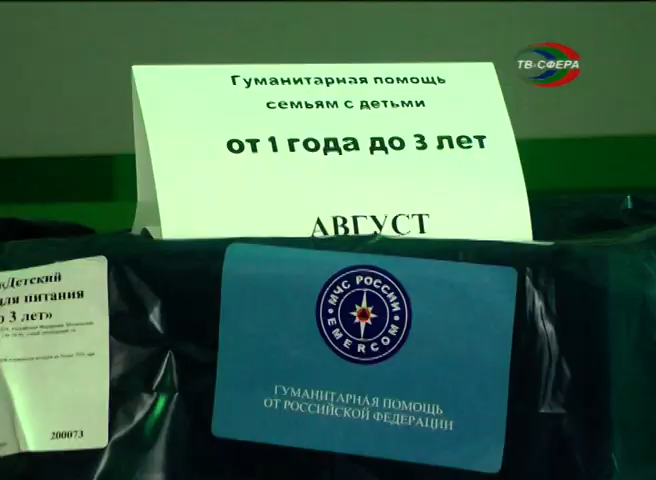 ТВ-СФЕРА
Гуманитарная помощь
семьям с детьми
от 1 года до 3 лет
АВГУСТ
«Детский
для питания
3 лет»
200073
МЧС РОССИИ
EMERCOM
ГУМАНИТАРНАЯ ПОМОЩЬ
ОТ РОССИЙСКОЙ ФЕДЕРАЦИИ